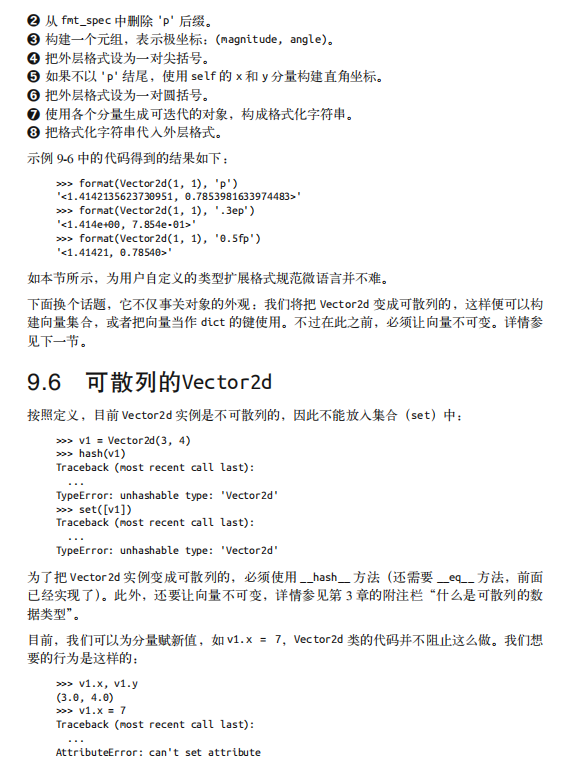 ❷ 从 fmt_spec 中删除 'p' 后缀。
❸ 构建一个元组，表示极坐标：(magnitude, angle)。
❹ 把外层格式设为一对尖括号。
❺ 如果不以 'p' 结尾，使用 self 的 x 和 y 分量构建直角坐标。
❻ 把外层格式设为一对圆括号。
❼ 使用各个分量生成可迭代的对象，构成格式化字符串。
❽ 把格式化字符串代入外层格式。
示例 9-6 中的代码得到的结果如下：
>>> format(Vector2d(1, 1), 'p')
'<1.4142135623730951, 0.7853981633974483>'
>>> format(Vector2d(1, 1), '.3ep')
'<1.414e+00, 7.854e-01>'
>>> format(Vector2d(1, 1), '0.5fp')
'<1.41421, 0.78540>'
如本节所示，为用户自定义的类型扩展格式规范微语言并不难。
下面换个话题，它不仅事关对象的外观：我们将把 Vector2d 变成可散列的，这样便可以构
建向量集合，或者把向量当作 dict 的键使用。不过在此之前，必须让向量不可变。详情参
见下一节。
9.6 可散列的Vector2d
按照定义，目前 Vector2d 实例是不可散列的，因此不能放入集合（set）中：
>>> v1 = Vector2d(3, 4)
>>> hash(v1)
Traceback (most recent call last):
...
TypeError: unhashable type: 'Vector2d'
>>> set([v1])
Traceback (most recent call last):
...
TypeError: unhashable type: 'Vector2d'
为了把 Vector2d 实例变成可散列的，必须使用 __hash__ 方法（还需要 __eq__ 方法，前面
已经实现了）。此外，还要让向量不可变，详情参见第 3 章的附注栏“什么是可散列的数
据类型”。
目前，我们可以为分量赋新值，如 v1.x = 7，Vector2d 类的代码并不阻止这么做。我们想
要的行为是这样的：
>>> v1.x, v1.y
(3.0, 4.0)
>>> v1.x = 7
Traceback (most recent call last):
...
AttributeError: can't set attribute